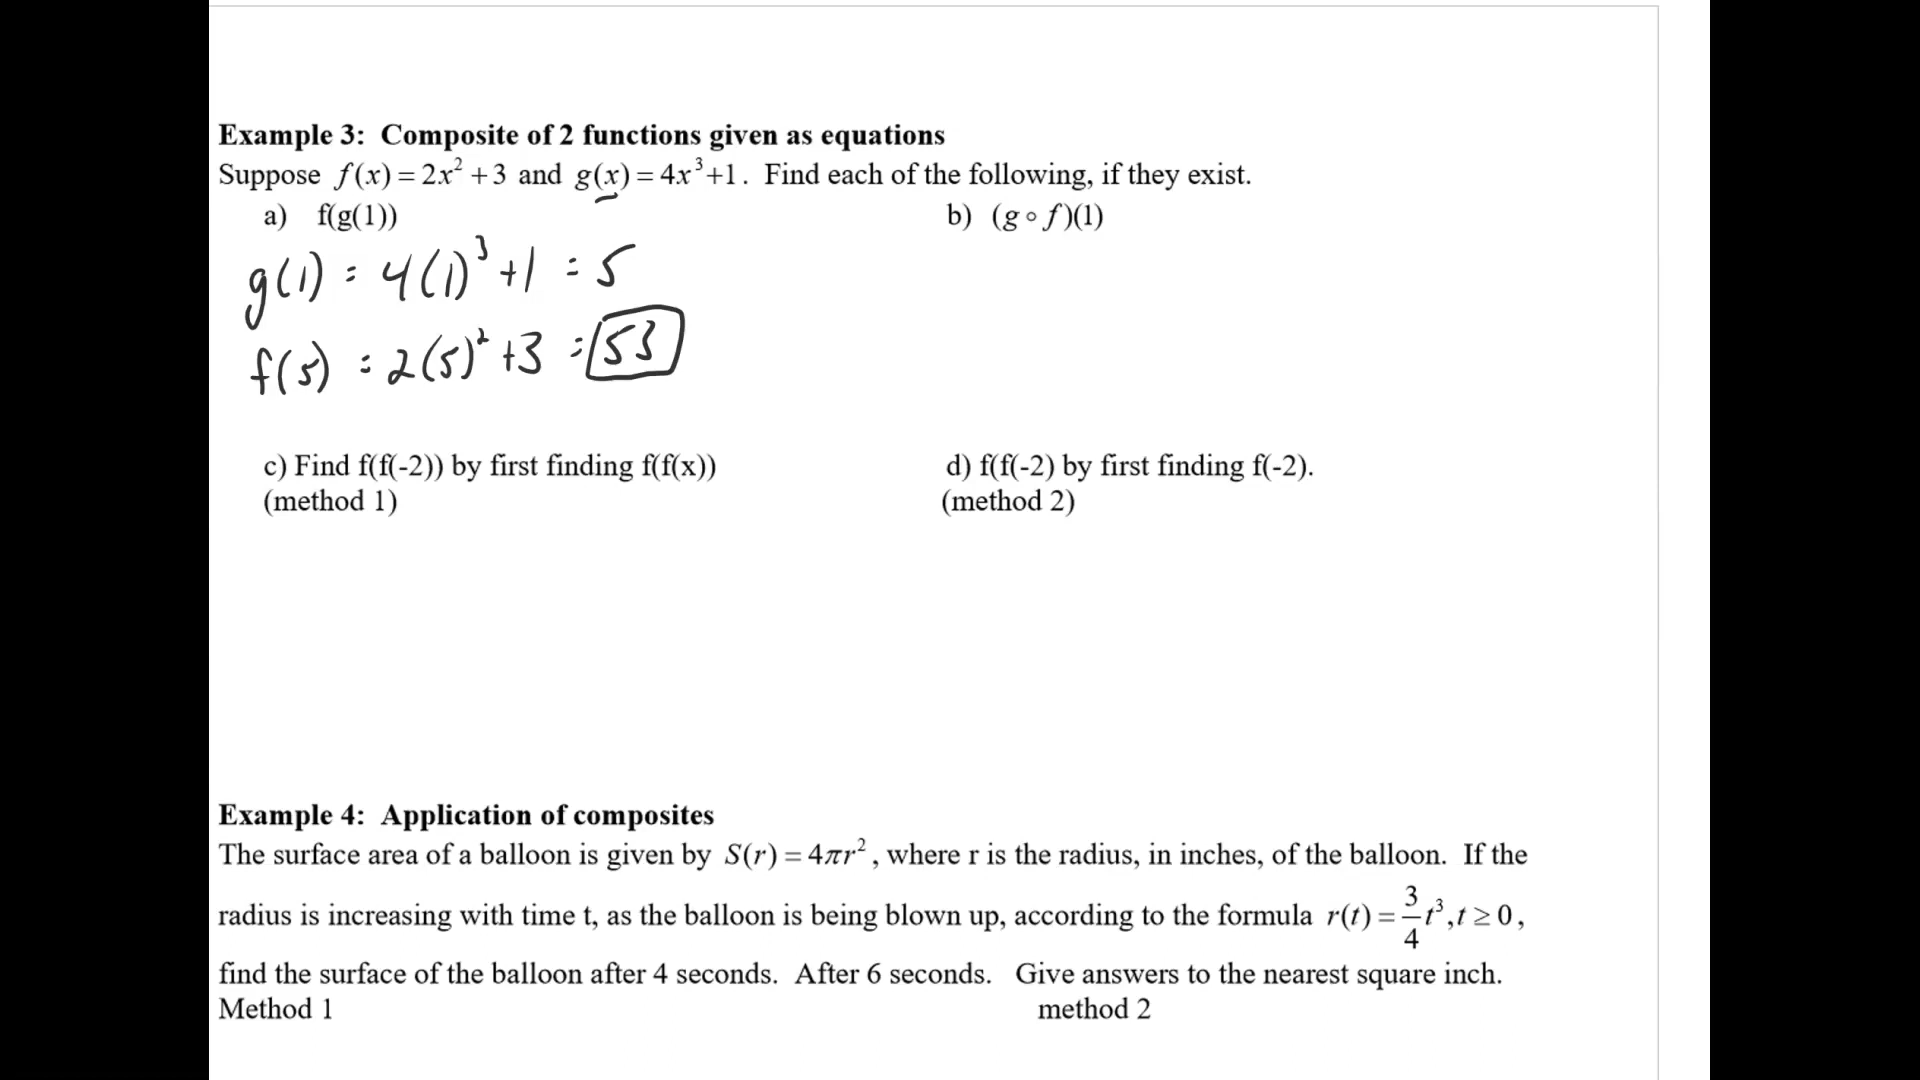 Example 3: Composite of 2 functions given as equations
Suppose f(x) = 2x² + 3 and g(x) = 4x³+1. Find each of the following, if they exist.
a) f(g(1)) b) (g ∘ f)(1)
g(1) = 4(1)³ + 1 = 5
f(5) = 2(5)² + 3 = 53
c) Find f(f(-2)) by first finding f(f(x)) d) f(f(-2) by first finding f(-2).
(method 1) (method 2)
Example 4: Application of composites
The surface area of a balloon is given by S(r) = 4πr², where r is the radius, in inches, of the balloon. If the
radius is increasing with time t, as the balloon is being blown up, according to the formula r(t) = 3/4 t³, t ≥ 0,
find the surface of the balloon after 4 seconds. After 6 seconds. Give answers to the nearest square inch.
Method 1 method 2